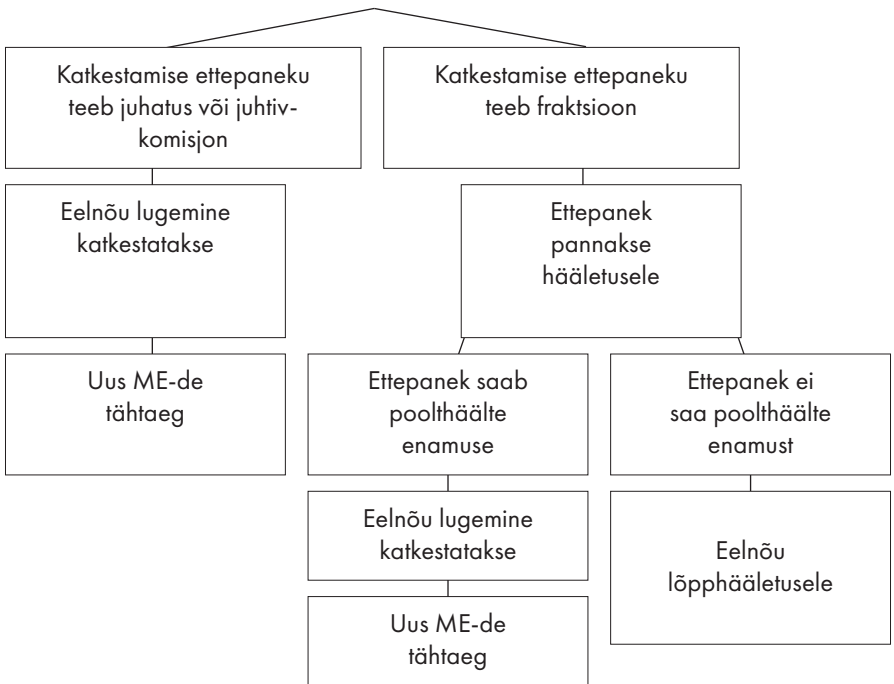 Katkestamise ettepaneku
teeb juhatus või juhtiv-
komisjon
Katkestamise ettepaneku
teeb fraktsioon
Eelnõu lugemine
katkestatakse
Ettepanek
pannakse
hääletusele
Uus ME-de
tähtaeg
Ettepanek saab
poolthäälte
enamuse
Ettepanek ei
saa poolthäälte
enamust
Eelnõu lugemine
katkestatakse
Eelnõu
lõpphääletusele
Uus ME-de
tähtaeg